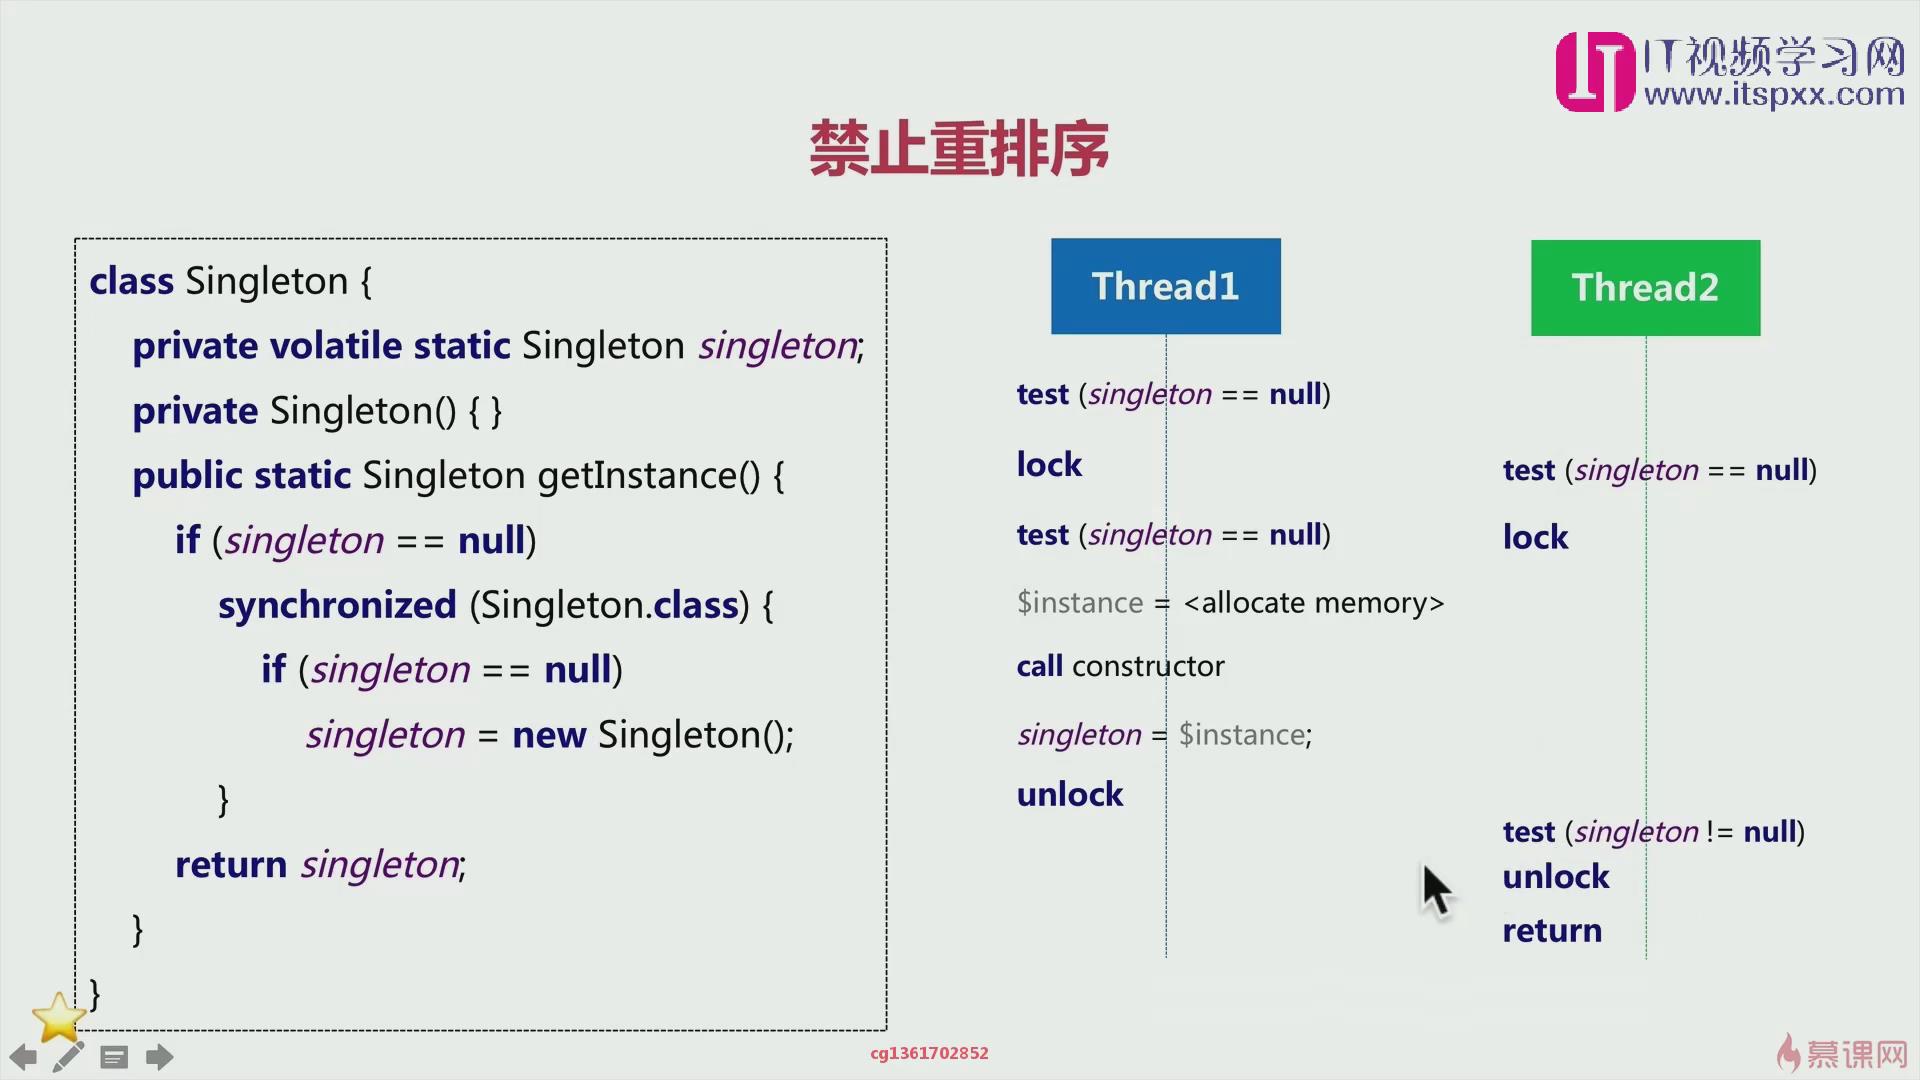 IT视频学习网
www.itspxx.com
禁止重排序
class Singleton {
private volatile static Singleton singleton;
private Singleton() { }
public static Singleton getInstance() {
if (singleton == null)
synchronized (Singleton.class) {
if (singleton == null)
singleton = new Singleton();
}
return singleton;
}
}
Thread1
test (singleton == null)
lock
test (singleton == null)
$instance = <allocate memory>
call constructor
singleton = $instance;
unlock
Thread2
test (singleton == null)
lock
test (singleton != null)
unlock
return
cg1361702852
慕课网